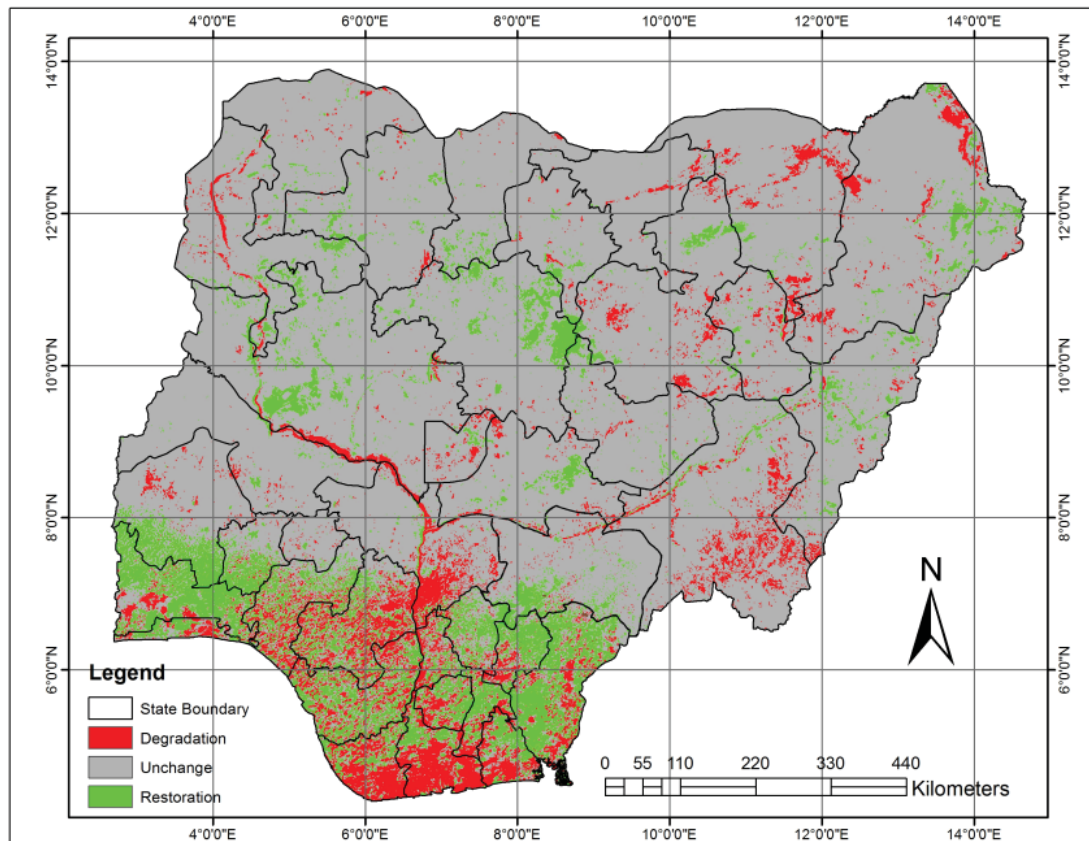 4°0'0"E 6°0'0"E 8°0'0"E 10°0'0"E 12°0'0"E 14°0'0"E
14°0'0"N 14°0'0"N
12°0'0"N 12°0'0"N
10°0'0"N 10°0'0"N
8°0'0"N 8°0'0"N
6°0'0"N 6°0'0"N
N
Legend
State Boundary
Degradation
Unchange
Restoration
0 55 110 220 330 440
Kilometers
4°0'0"E 6°0'0"E 8°0'0"E 10°0'0"E 12°0'0"E 14°0'0"E